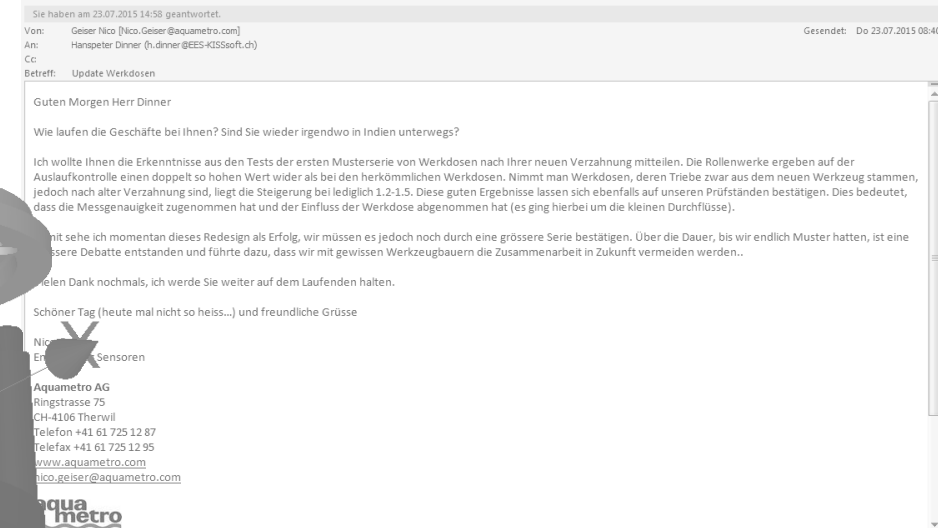 Sie haben am 23.07.2015 14:58 geantwortet.
Von: Geiser Nico [Nico.Geiser@aquametro.com] Gesendet: Do 23.07.2015 08:40
An: Hanspeter Dinner (h.dinner@EES-KISSsoft.ch)
Cc:
Betreff: Update Werkdosen
Guten Morgen Herr Dinner
Wie laufen die Geschäfte bei Ihnen? Sind Sie wieder irgendwo in Indien unterwegs?
Ich wollte Ihnen die Erkenntnisse aus den Tests der ersten Musterserie von Werkdosen nach Ihrer neuen Verzahnung mitteilen. Die Rollenwerke ergeben auf der
Auslaufkontrolle einen doppelt so hohen Wert wider als bei den herkömmlichen Werkdosen. Nimmt man Werkdosen, deren Triebe zwar aus dem neuen Werkzeug stammen,
jedoch nach alter Verzahnung sind, liegt die Steigerung bei lediglich 1.2-1.5. Diese guten Ergebnisse lassen sich ebenfalls auf unseren Prüfständen bestätigen. Dies bedeutet,
dass die Messgenauigkeit zugenommen hat und der Einfluss der Werkdose abgenommen hat (es ging hierbei um die kleinen Durchflüsse).
sehe ich momentan dieses Redesign als Erfolg, wir müssen es jedoch noch durch eine grössere Serie bestätigen. Über die Dauer, bis wir endlich Muster hatten, ist eine
Debatte entstanden und führte dazu, dass wir mit gewissen Werkzeugbauern die Zusammenarbeit in Zukunft vermeiden werden..
Vielen Dank nochmals, ich werde Sie weiter auf dem Laufenden halten.
Schöner Tag (heute mal nicht so heiss…) und freundliche Grüsse
Sensoren
Aquametro AG
Ringstrasse 75
CH-4106 Therwil
Telefon +41 61 725 12 87
Telefax +41 61 725 12 95
www.aquametro.com
nico.geiser@aquametro.com
aqua
metro